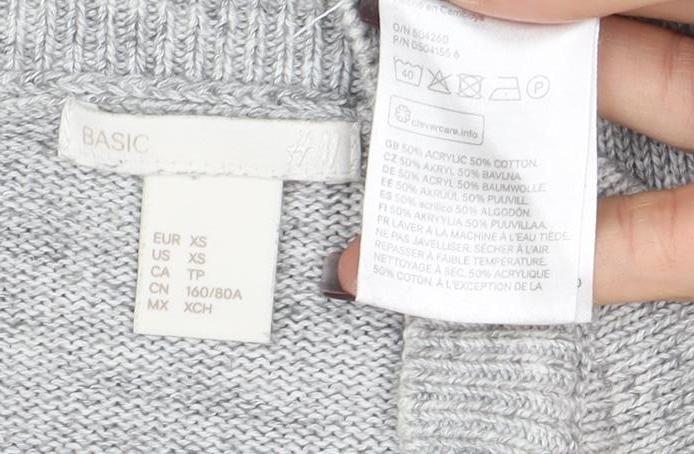 BASIC H&M
EUR XS
US XS
CA TP
CN 160/80A
MX XCH
en Cambodge
O/N 504260
P/N 0504155 6
40
P
clevercare.info
GB 50% ACRYLIC 50% COTTON.
CZ 50% AKRYL 50% BAVLNA.
DE 50% ACRYL 50% BAUMWOLLE.
EE 50% AKRÜÜL 50% PUUVILL.
ES 50% acrílico 50% ALGODÓN.
FI 50% AKRYYLIA 50% PUUVILLAA.
FR LAVER À LA MACHINE À L'EAU TIÈDE.
NE PAS JAVELLISER. SÉCHER À L'AIR.
REPASSER À FAIBLE TEMPÉRATURE.
NETTOYAGE À SEC. 50% ACRYLIQUE
50% COTON. À L'EXCEPTION DE LA